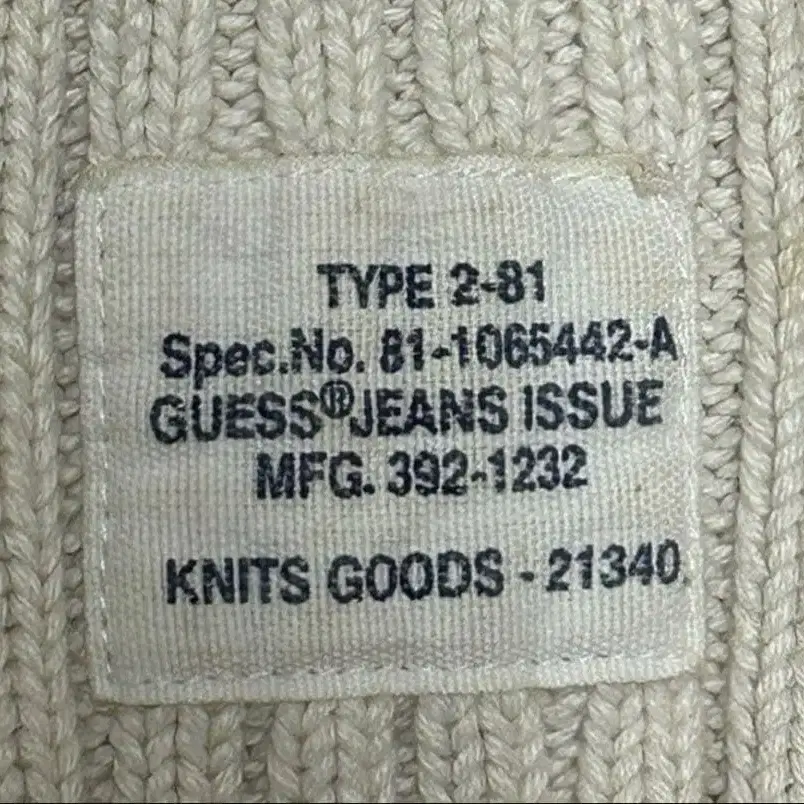 TYPE 2-81
Spec.No. 81-1065442-A
GUESS®JEANS ISSUE
MFG. 392-1232
KNITS GOODS - 21340